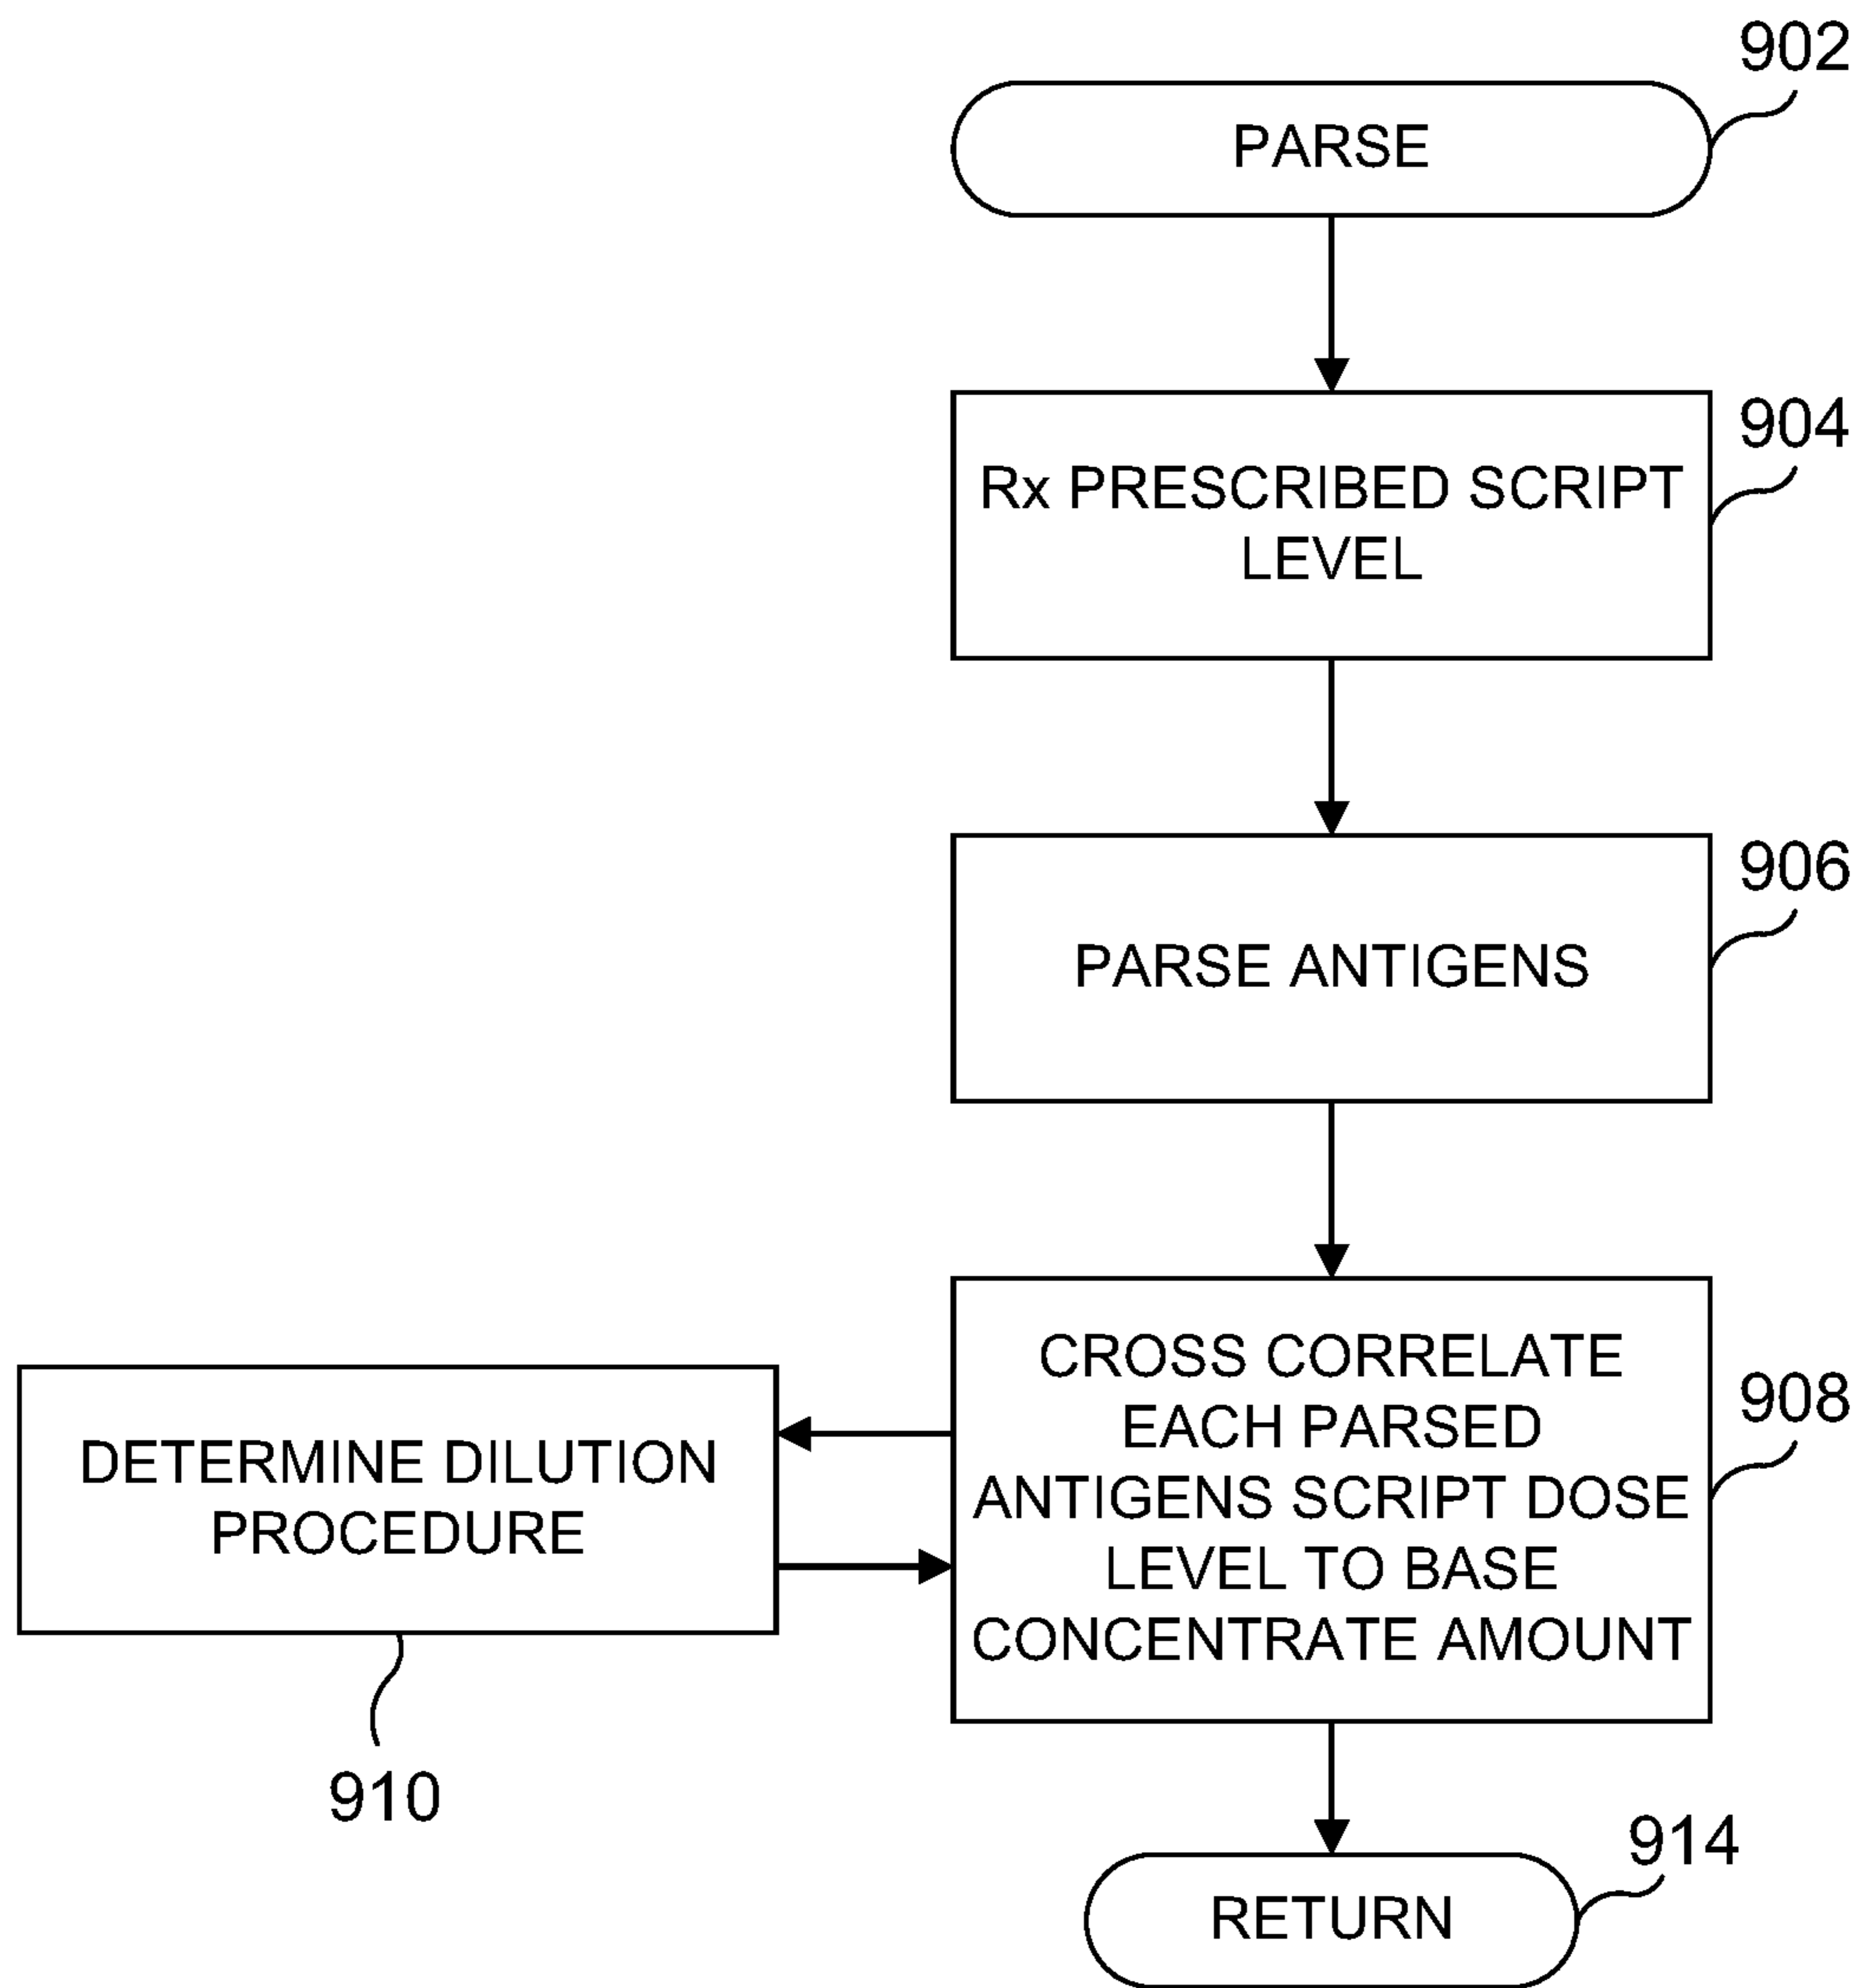 902
PARSE
904
Rx PRESCRIBED SCRIPT
LEVEL
906
PARSE ANTIGENS
908
CROSS CORRELATE
EACH PARSED
ANTIGENS SCRIPT DOSE
LEVEL TO BASE
CONCENTRATE AMOUNT
DETERMINE DILUTION
PROCEDURE
910
914
RETURN